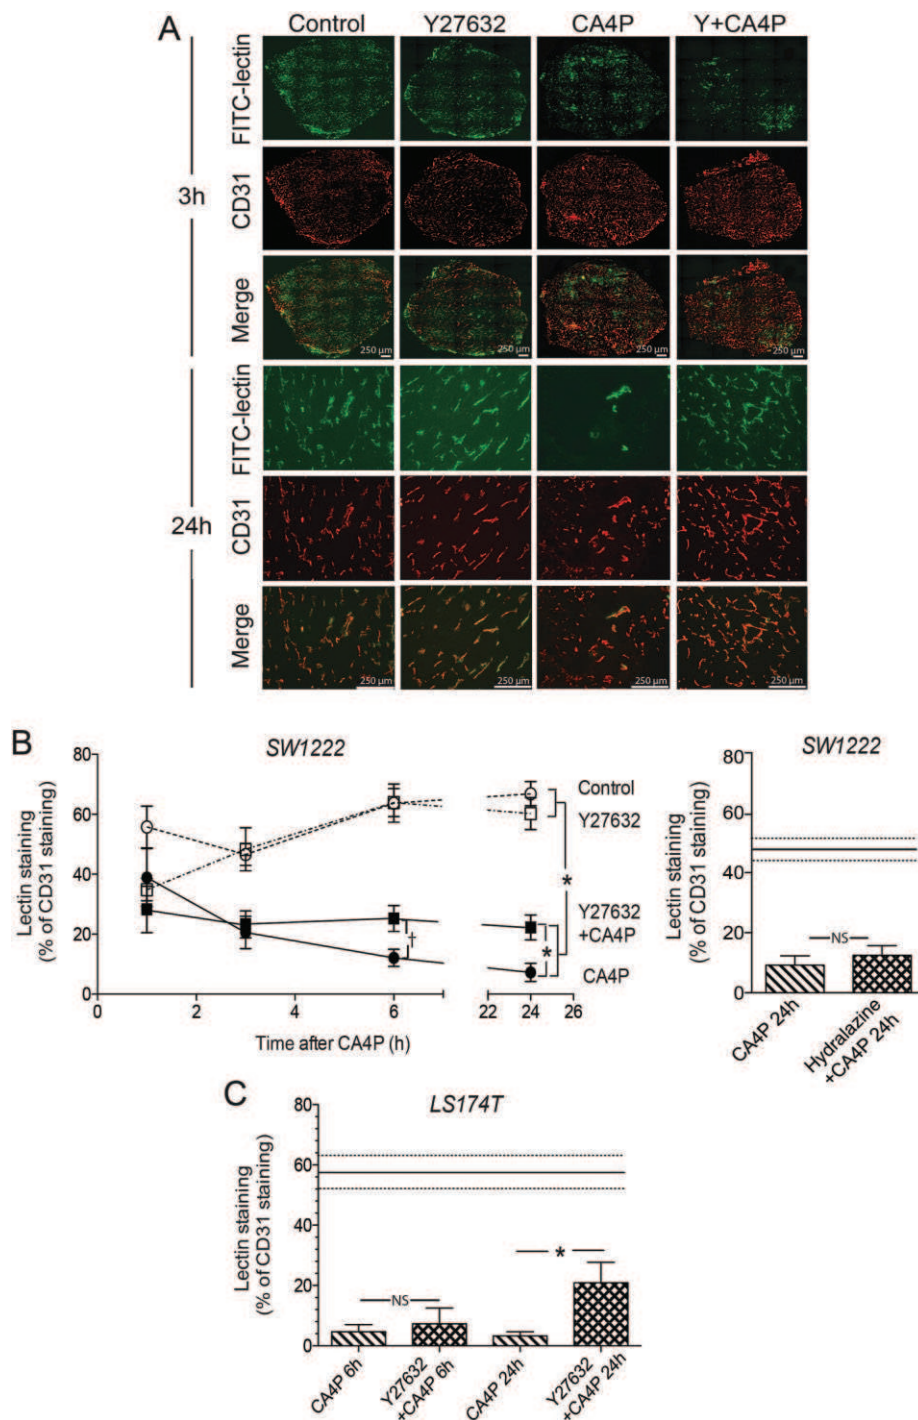 A
Control Y27632 CA4P Y+CA4P
3h
FITC-lectin
CD31
Merge
250 µm 250 µm 250 µm 250 µm
24h
FITC-lectin
CD31
Merge
250 µm 250 µm 250 µm 250 µm
B
SW1222
Lectin staining
(% of CD31 staining)
80
60
40
20
0
0 2 4 6 22 24 26
Time after CA4P (h)
Control
Y27632
*
Y27632
+CA4P
†
*
CA4P
SW1222
Lectin staining
(% of CD31 staining)
80
60
40
20
0
NS
CA4P 24h
Hydralazine
+CA4P 24h
C
LS174T
Lectin staining
(% of CD31 staining)
80
60
40
20
0
NS
*
CA4P 6h
Y27632
+CA4P 6h
CA4P 24h
Y27632
+CA4P 24h